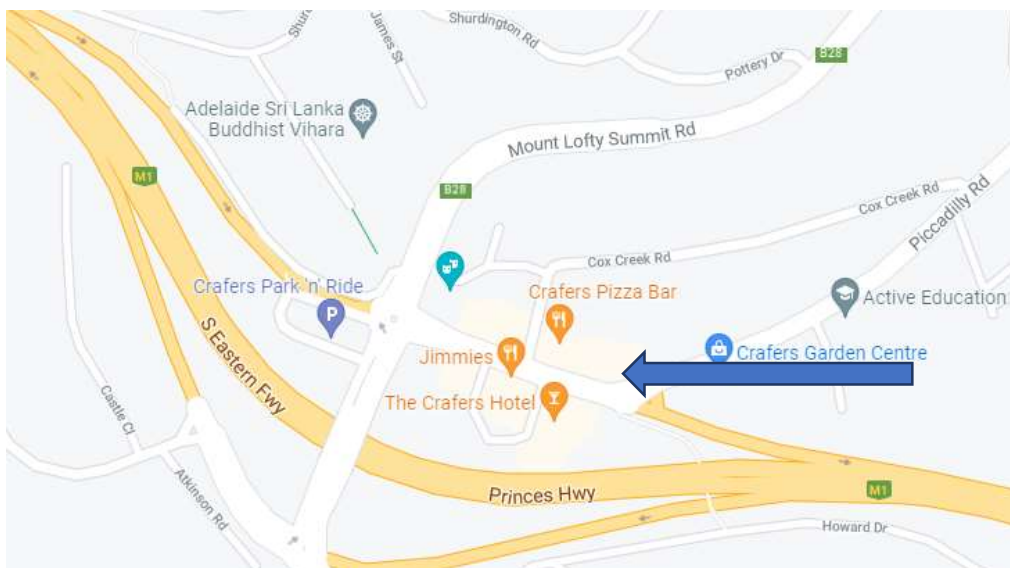 Shurdington Rd
James St
B28
Pottery Dr
Adelaide Sri Lanka
Buddhist Vihara
Mount Lofty Summit Rd
M1
B28
Cox Creek Rd
Piccadilly Rd
Cox Creek Rd
Crafers Park 'n' Ride
P
Crafers Pizza Bar
Active Education
S Eastern Fwy
Jimmies
Crafers Garden Centre
The Crafers Hotel
Castle Cl
Atkinson Rd
Princes Hwy
M1
Howard Dr